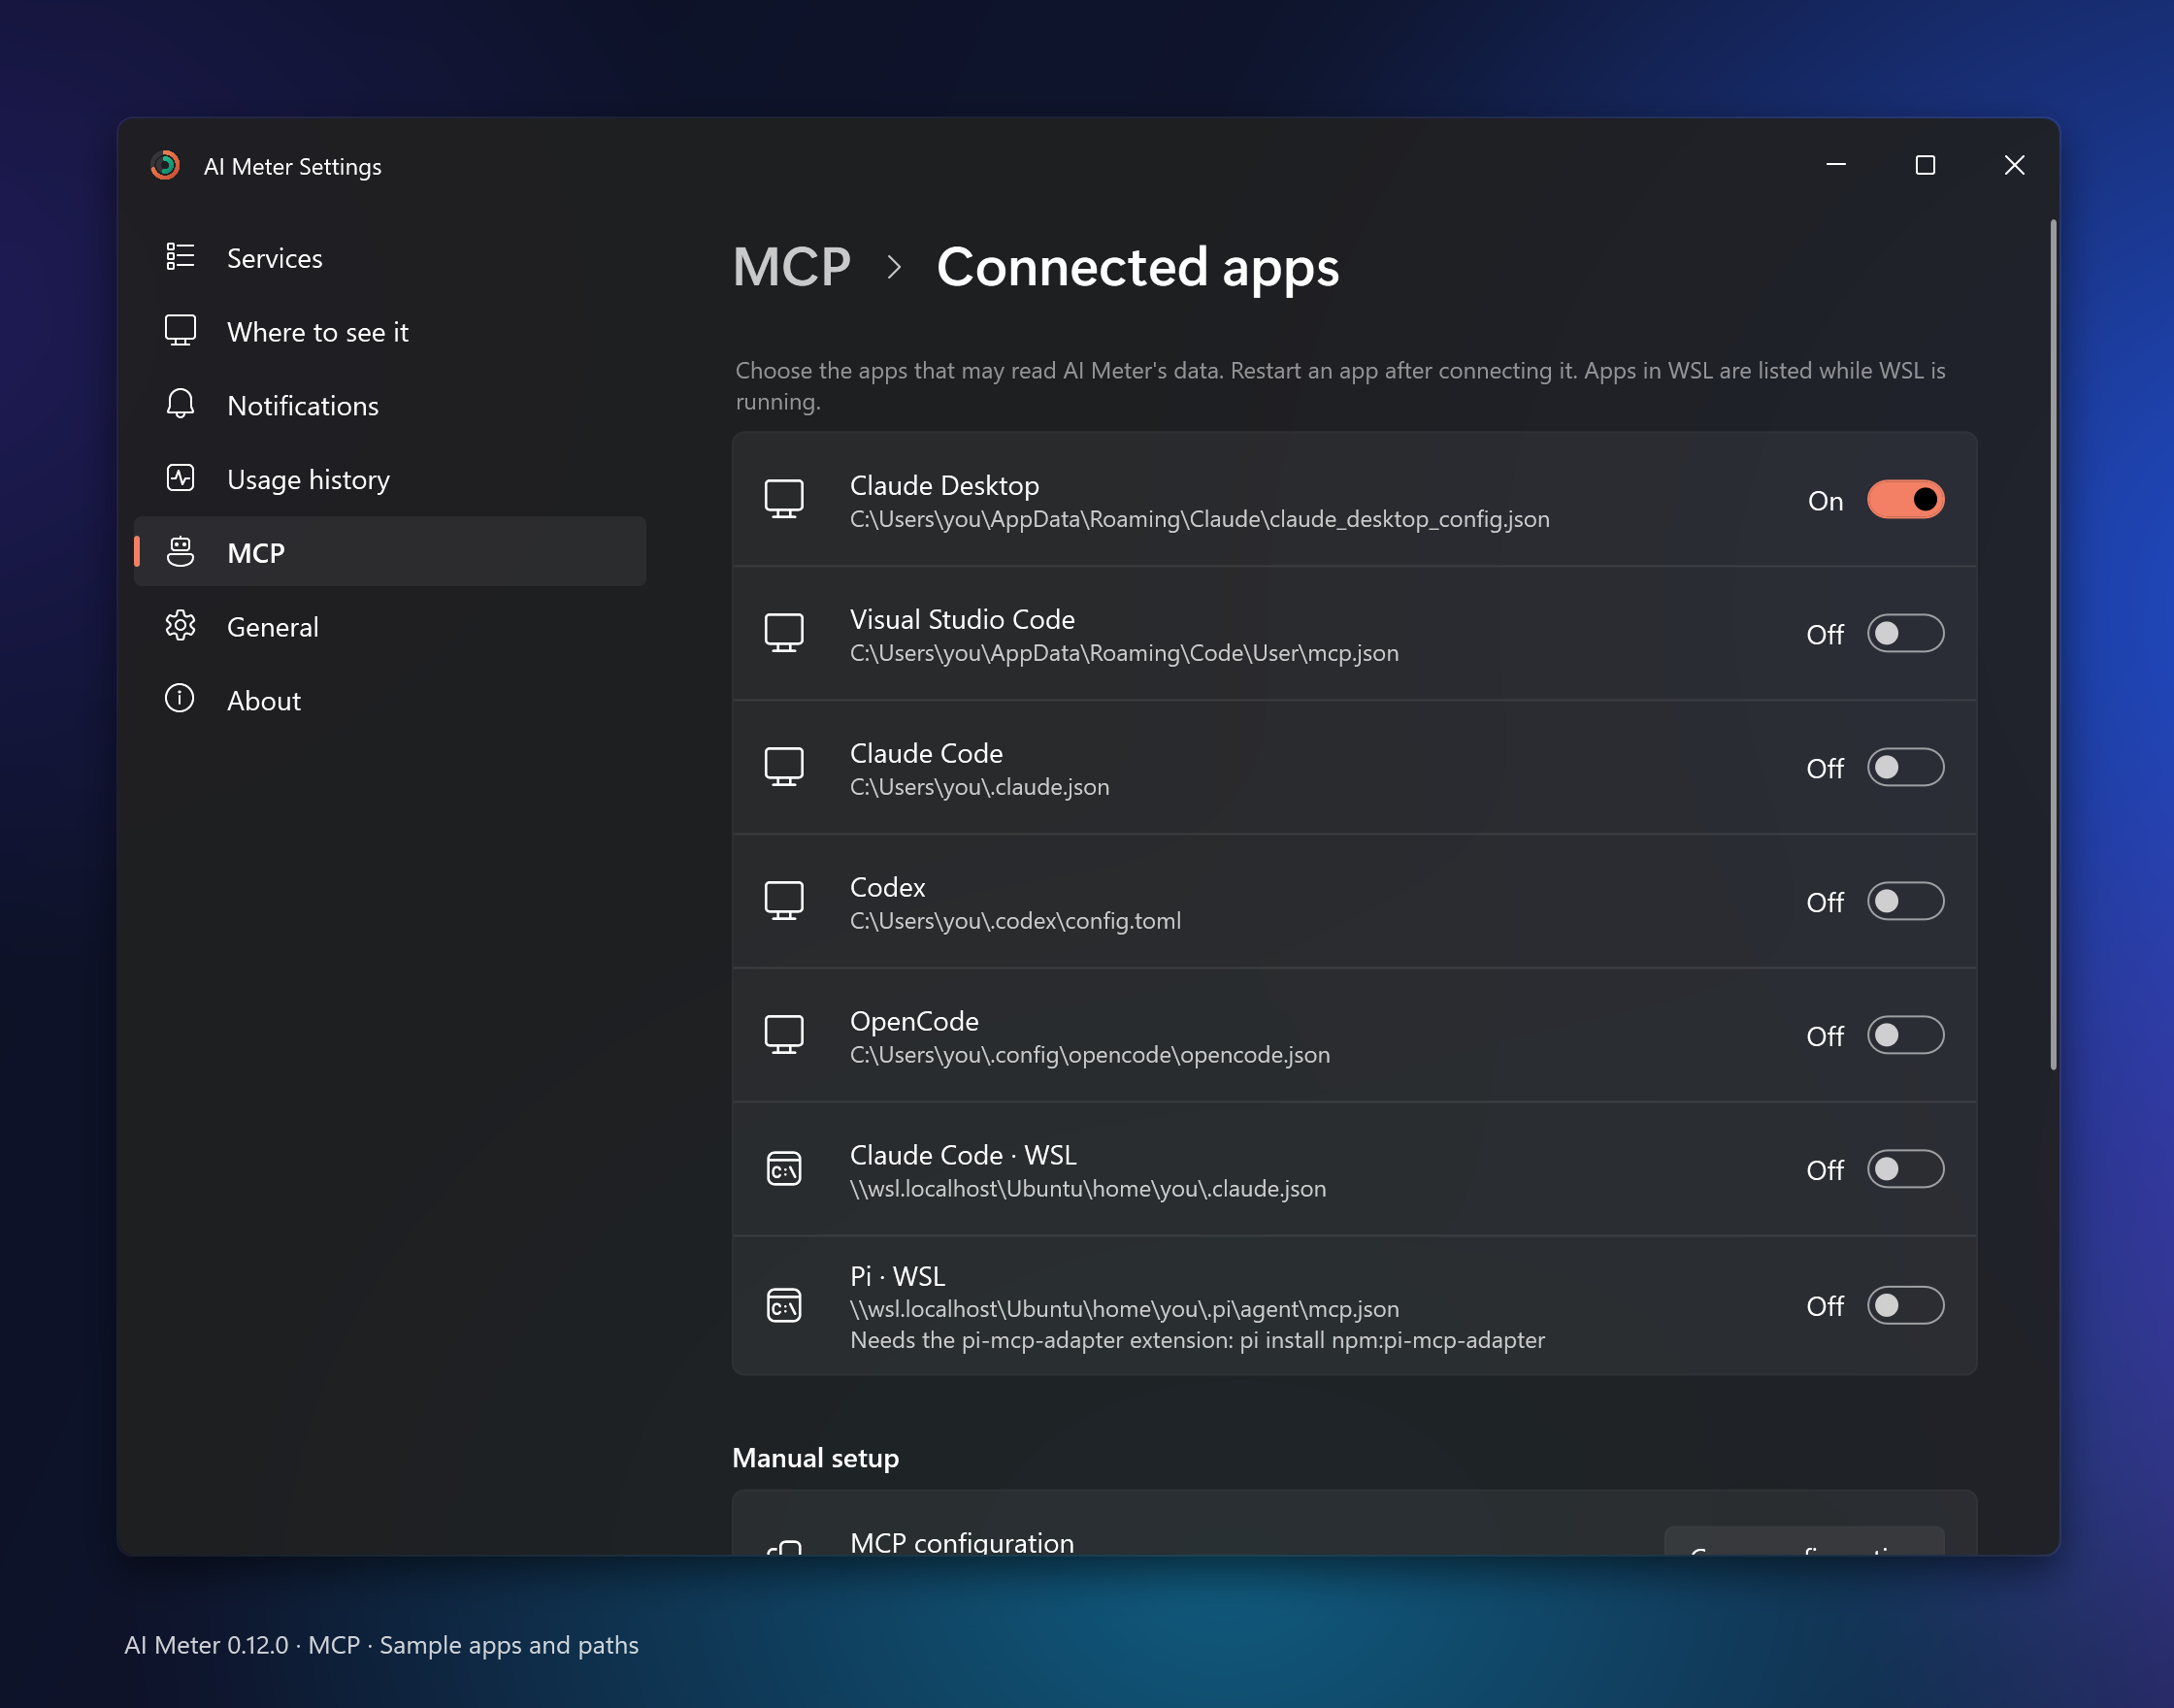 AI Meter Settings
Services
Where to see it
Notifications
Usage history
MCP
General
About
MCP > Connected apps
Choose the apps that may read AI Meter's data. Restart an app after connecting it. Apps in WSL are listed while WSL is
running.
Claude Desktop
C:\Users\you\AppData\Roaming\Claude\claude_desktop_config.json
On
Visual Studio Code
C:\Users\you\AppData\Roaming\Code\User\mcp.json
Off
Claude Code
C:\Users\you\.claude.json
Off
Codex
C:\Users\you\.codex\config.toml
Off
OpenCode
C:\Users\you\.config\opencode\opencode.json
Off
C:\
Claude Code · WSL
\\wsl.localhost\Ubuntu\home\you\.claude.json
Off
C:\
Pi · WSL
\\wsl.localhost\Ubuntu\home\you\.pi\agent\mcp.json
Needs the pi-mcp-adapter extension: pi install npm:pi-mcp-adapter
Off
Manual setup
MCP configuration
AI Meter 0.12.0 · MCP · Sample apps and paths